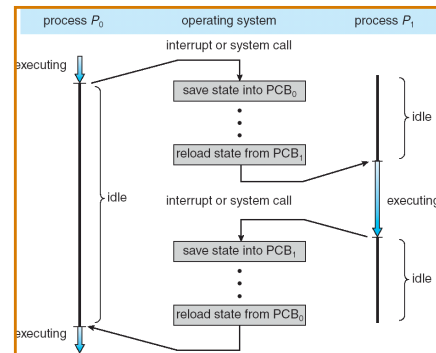 process P0 operating system process P1
interrupt or system call
executing
save state into PCB0
idle
reload state from PCB1
idle
interrupt or system call
executing
save state into PCB1
idle
reload state from PCB0
executing